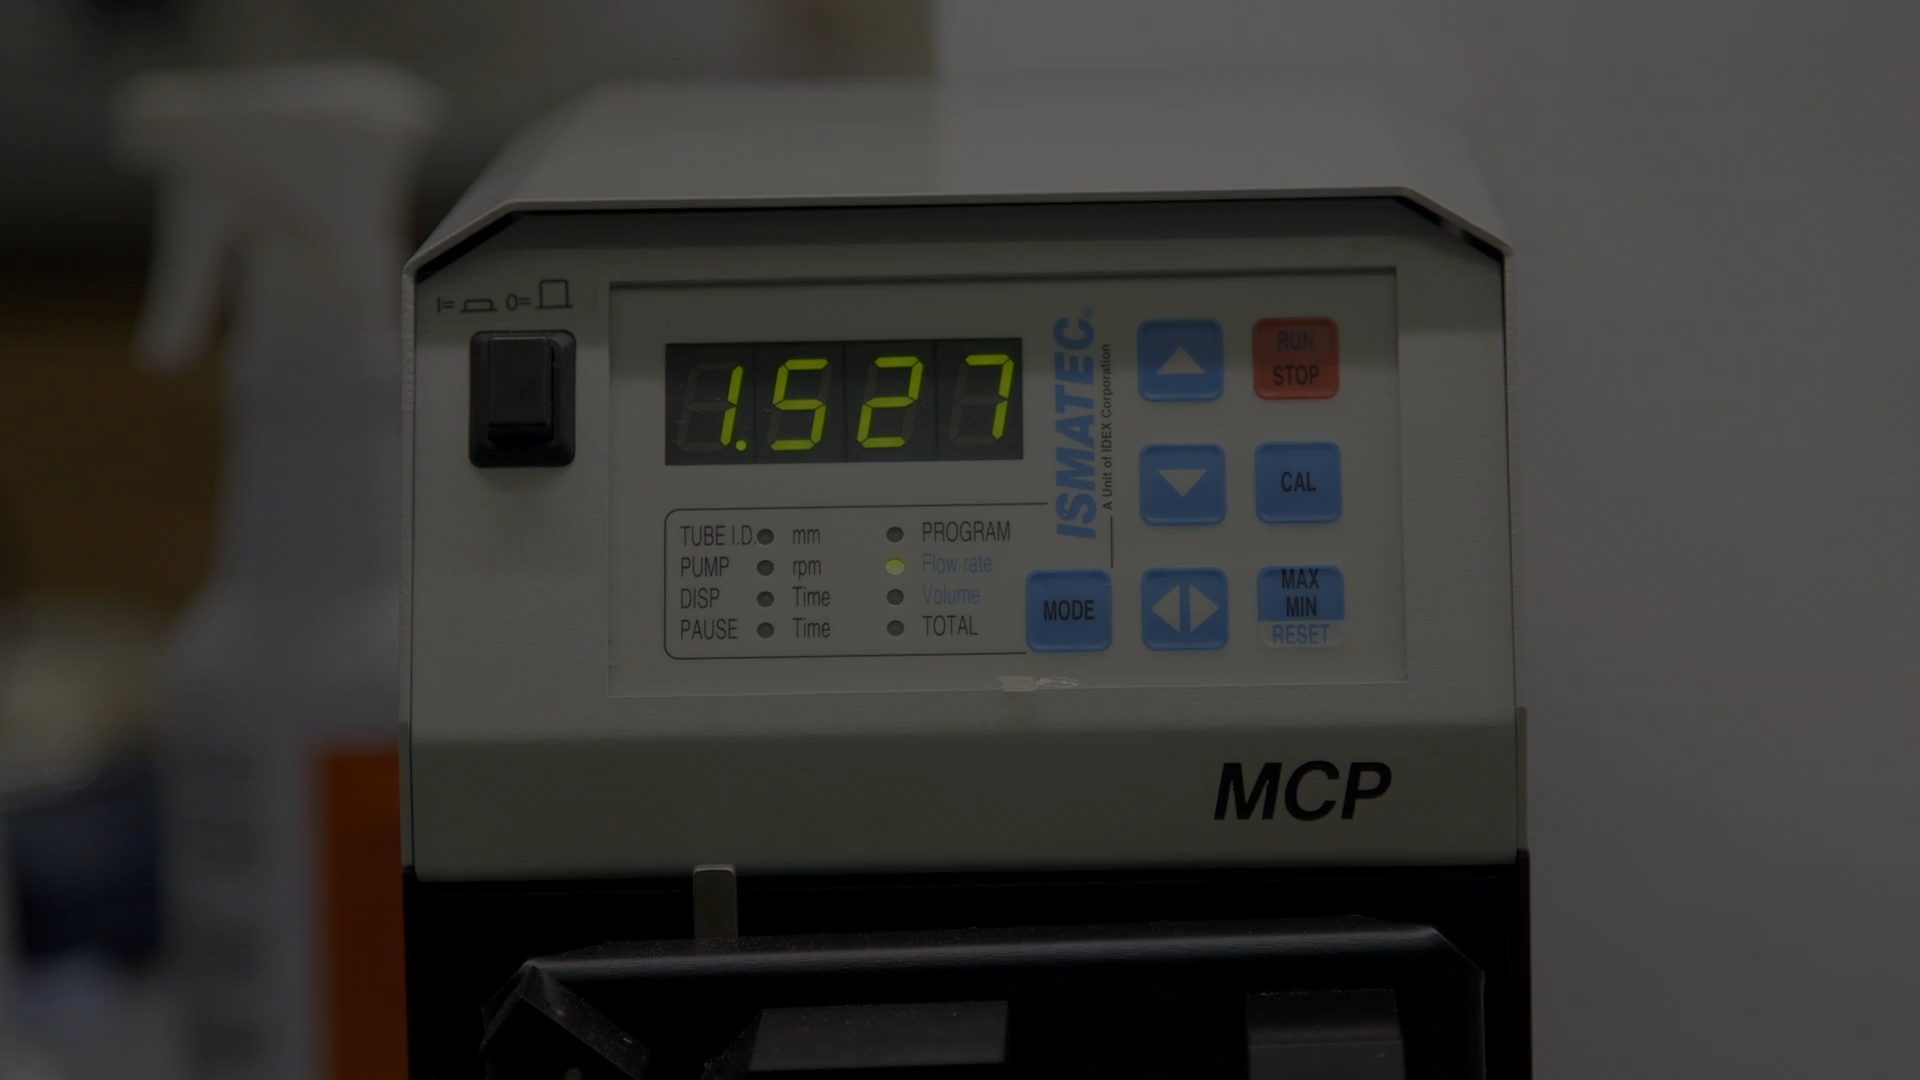 I= 0=
1.527
ISMATEC®
A Unit of IDEX Corporation
RUN
STOP
CAL
TUBE I.D. mm PROGRAM
PUMP rpm Flow rate
DISP Time Volume
PAUSE Time TOTAL
MODE
MAX
MIN
RESET
MCP